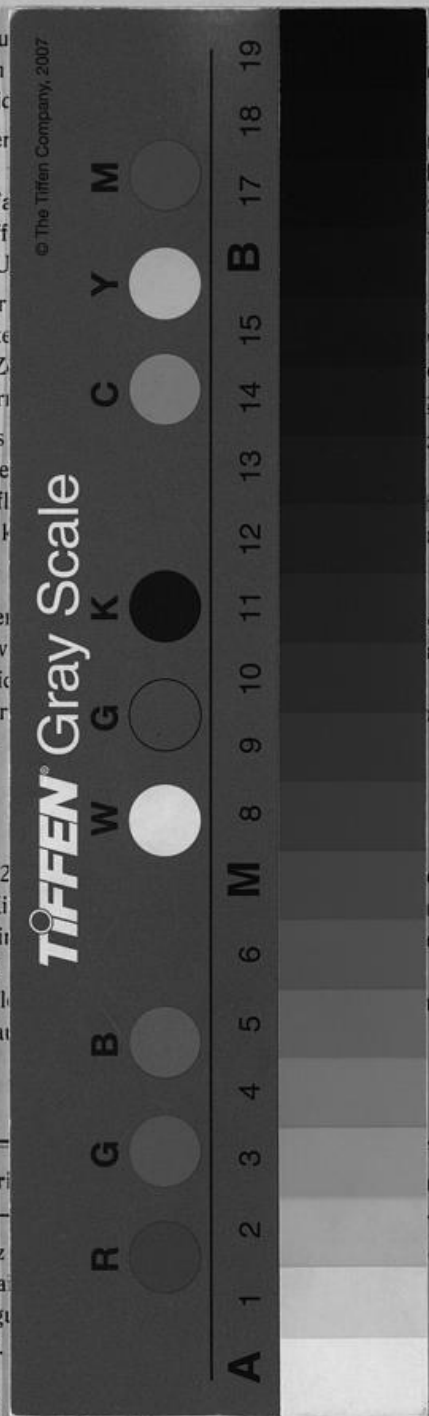 © The Tiffen Company, 2007
TIFFEN® Gray Scale
R G B W G K C Y M
A 1 2 3 4 5 6 M 8 9 10 11 12 13 14 15 B 17 18 19